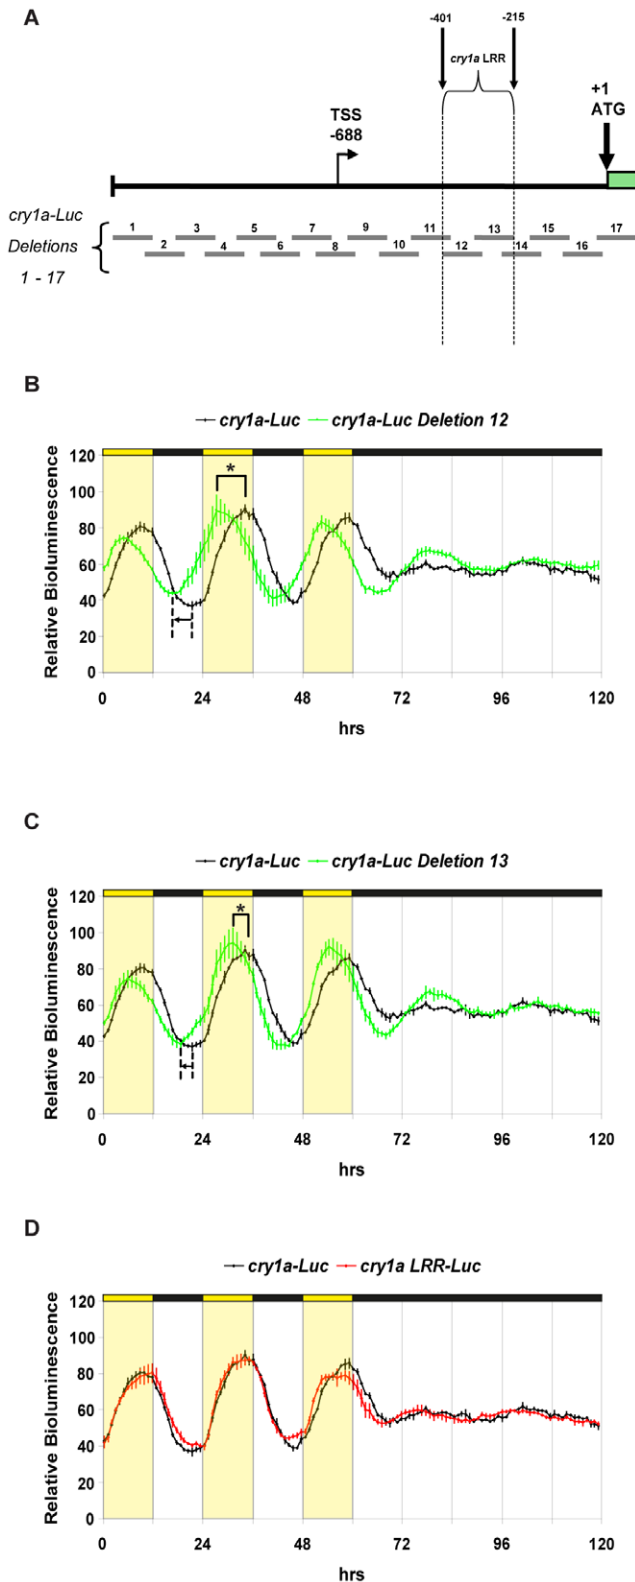 A
-401 -215
cry1a LRR
+1
ATG
TSS
-688
cry1a-Luc
Deletions
1 - 17
1 3 5 7 9 11 13 15 17
2 4 6 8 10 12 14 16
B
cry1a-Luc cry1a-Luc Deletion 12
Relative Bioluminescence
120
100
80
60
40
20
0
*
0 24 48 72 96 120
hrs
C
cry1a-Luc cry1a-Luc Deletion 13
Relative Bioluminescence
120
100
80
60
40
20
0
*
0 24 48 72 96 120
hrs
D
cry1a-Luc cry1a LRR-Luc
Relative Bioluminescence
120
100
80
60
40
20
0
0 24 48 72 96 120
hrs